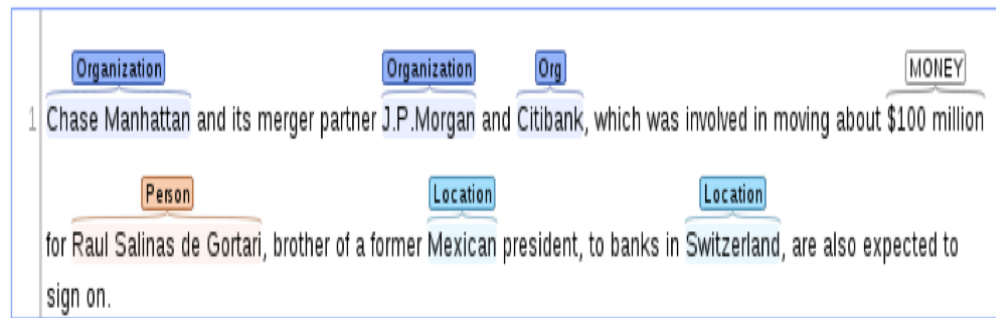 Organization Organization Org MONEY
1 Chase Manhattan and its merger partner J.P.Morgan and Citibank, which was involved in moving about $100 million
Person Location Location
for Raul Salinas de Gortari, brother of a former Mexican president, to banks in Switzerland, are also expected to
sign on.